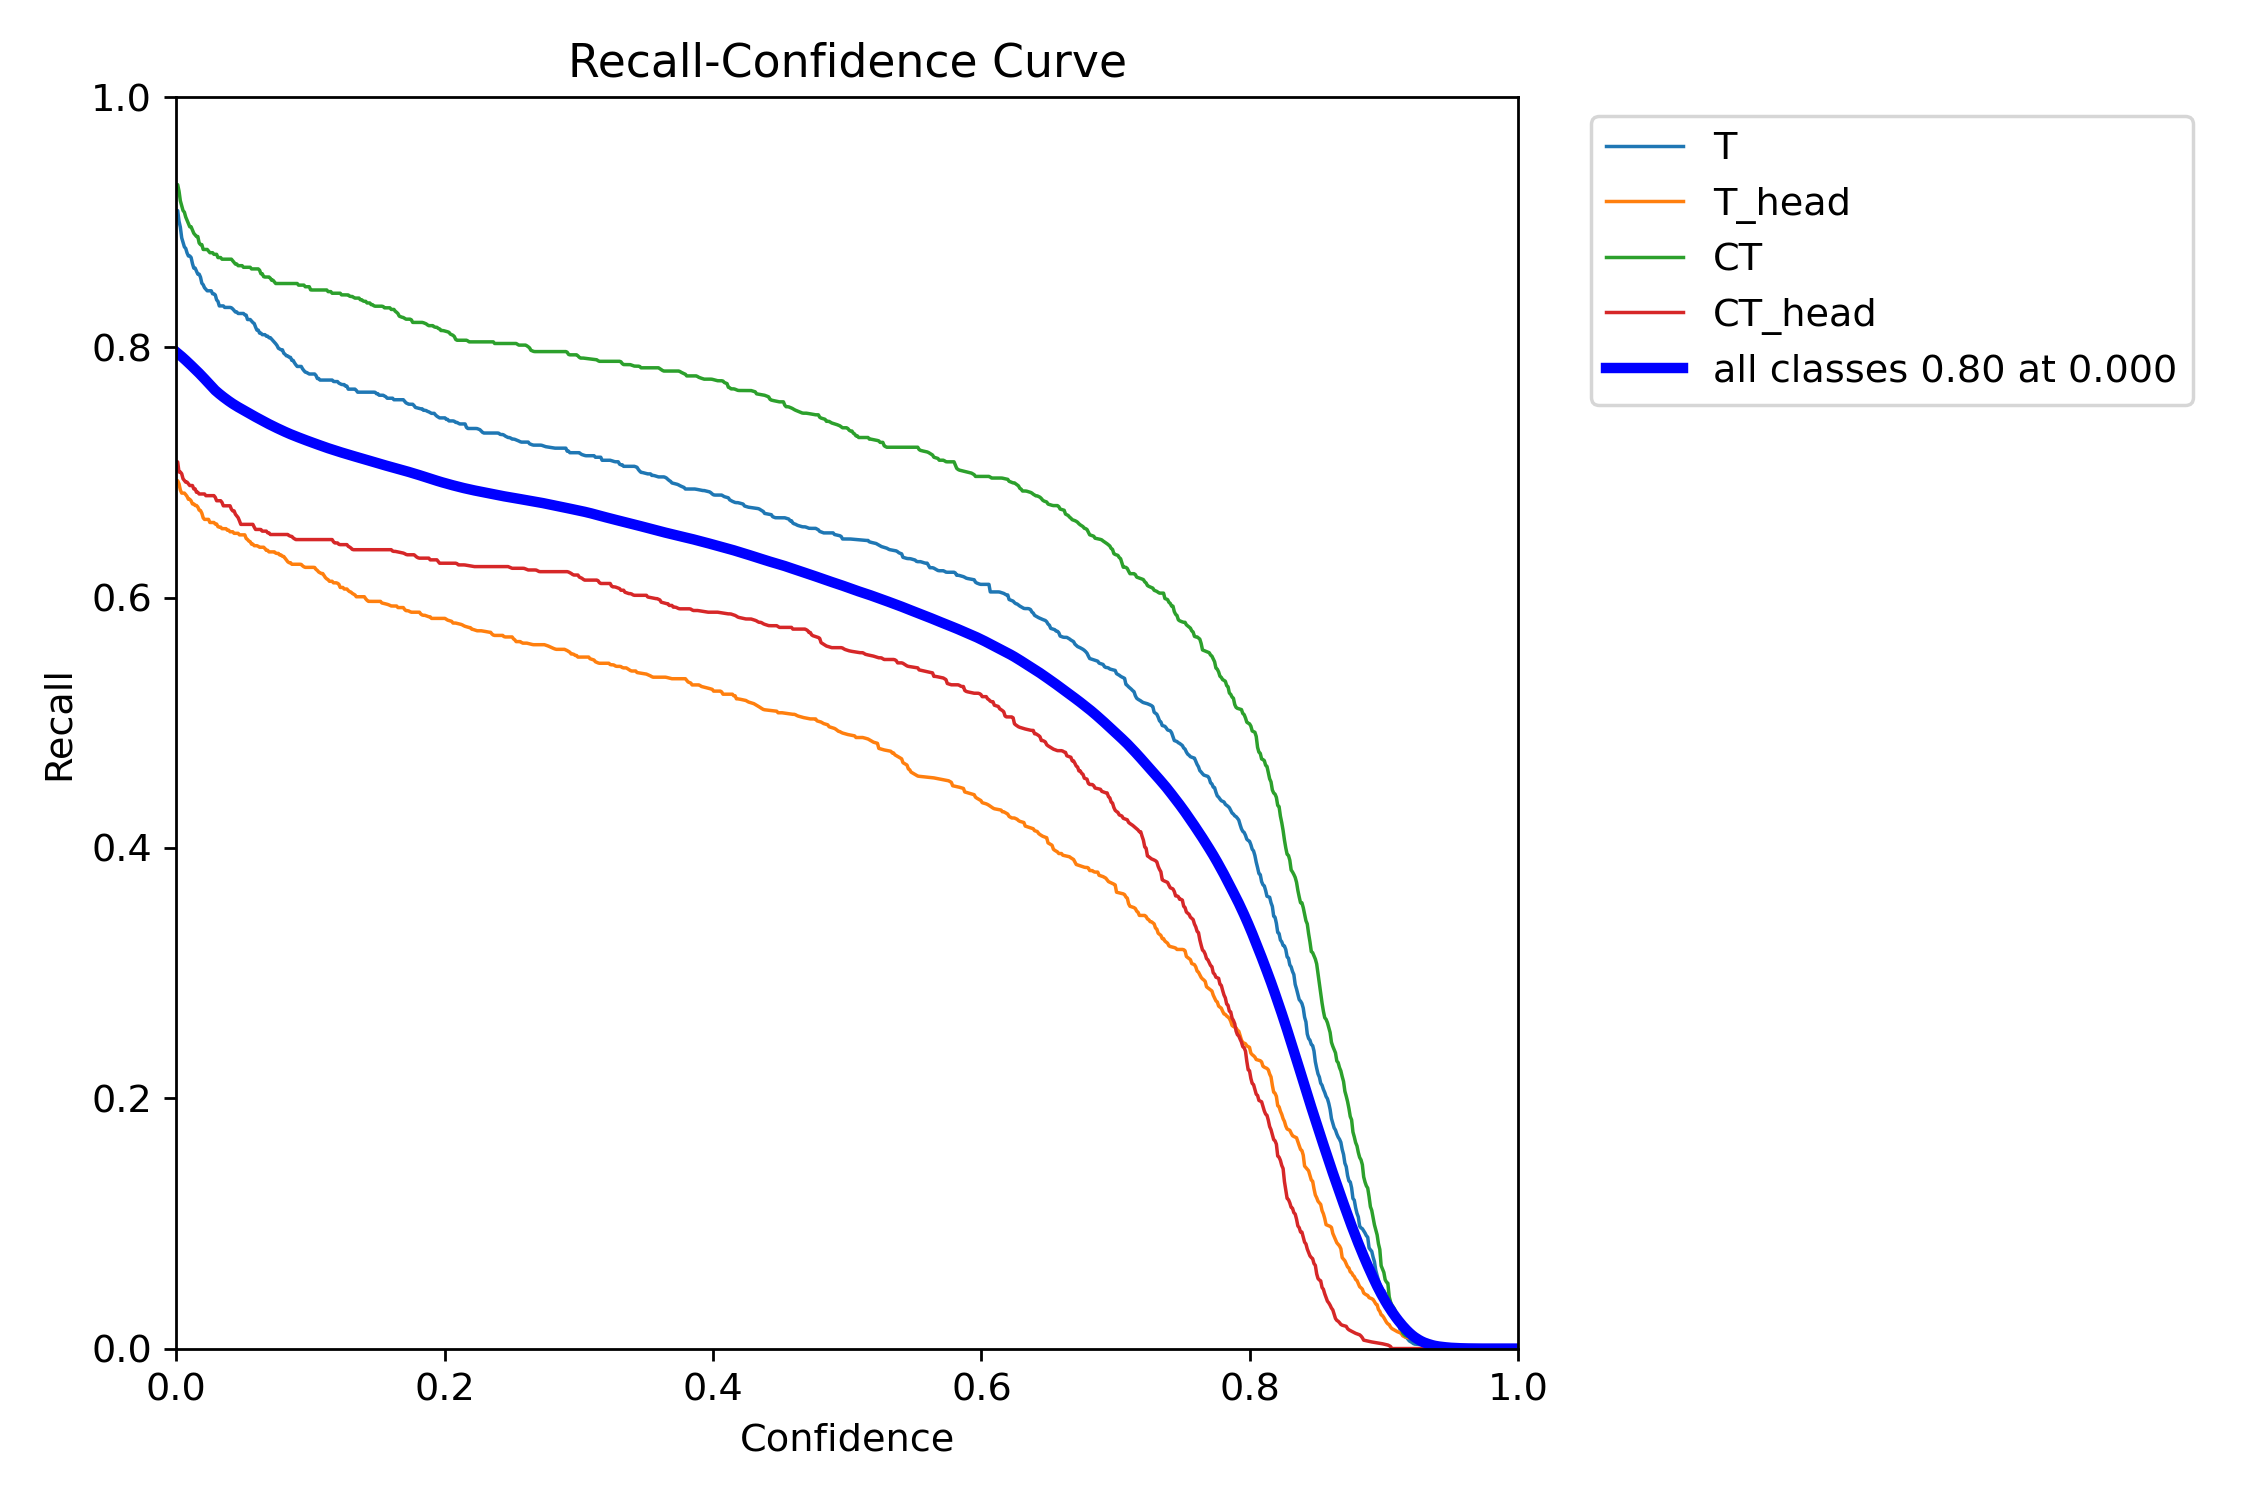 Recall-Confidence Curve
1.0
0.8
0.6
0.4
0.2
0.0
Recall
0.0 0.2 0.4 0.6 0.8 1.0
Confidence
T
T_head
CT
CT_head
all classes 0.80 at 0.000